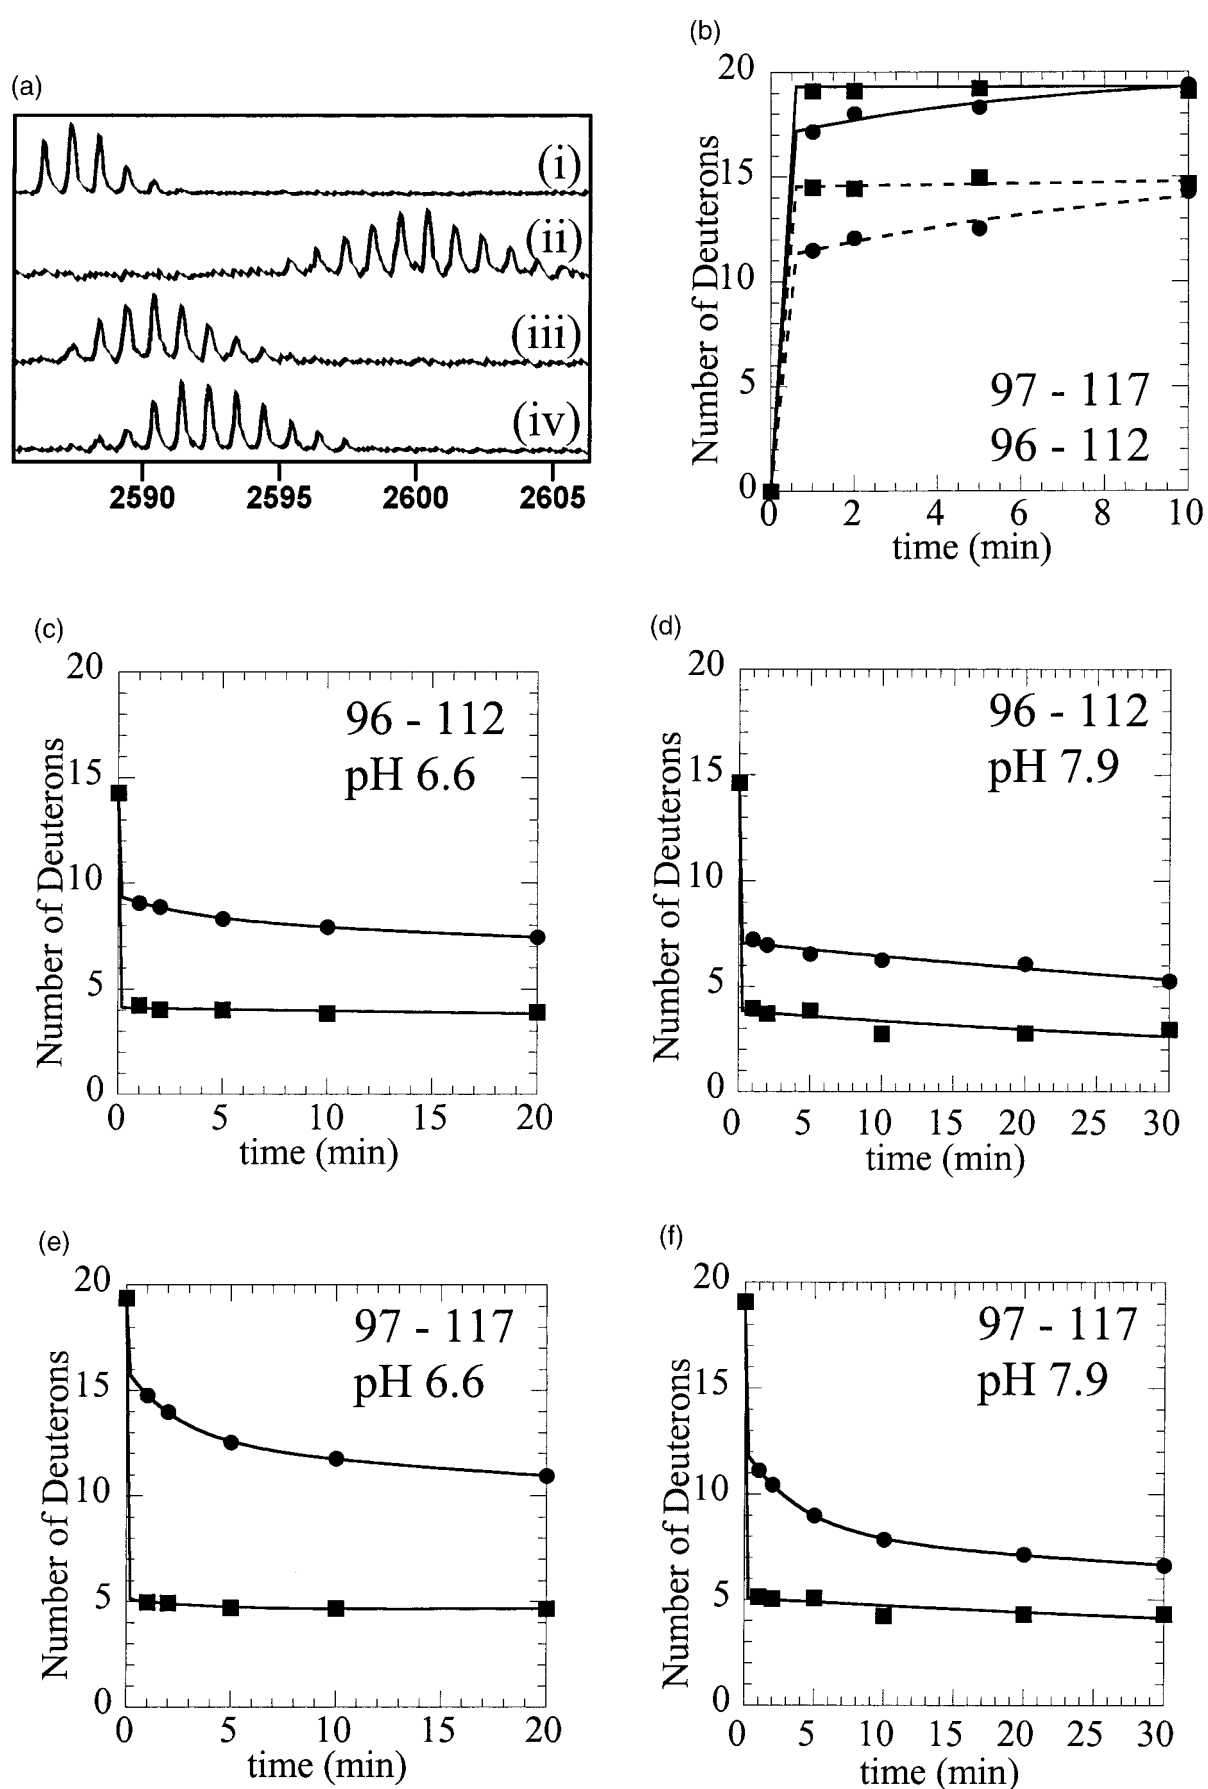 (a)
(i)
(ii)
(iii)
(iv)
2590 2595 2600 2605
(b)
Number of Deuterons
20
15
10
5
0
97 - 117
96 - 112
0 2 4 6 8 10
time (min)
(c)
Number of Deuterons
20
15
10
5
0
96 - 112
pH 6.6
0 5 10 15 20
time (min)
(d)
Number of Deuterons
20
15
10
5
0
96 - 112
pH 7.9
0 5 10 15 20 25 30
time (min)
(e)
Number of Deuterons
20
15
10
5
0
97 - 117
pH 6.6
0 5 10 15 20
time (min)
(f)
Number of Deuterons
20
15
10
5
0
97 - 117
pH 7.9
0 5 10 15 20 25 30
time (min)